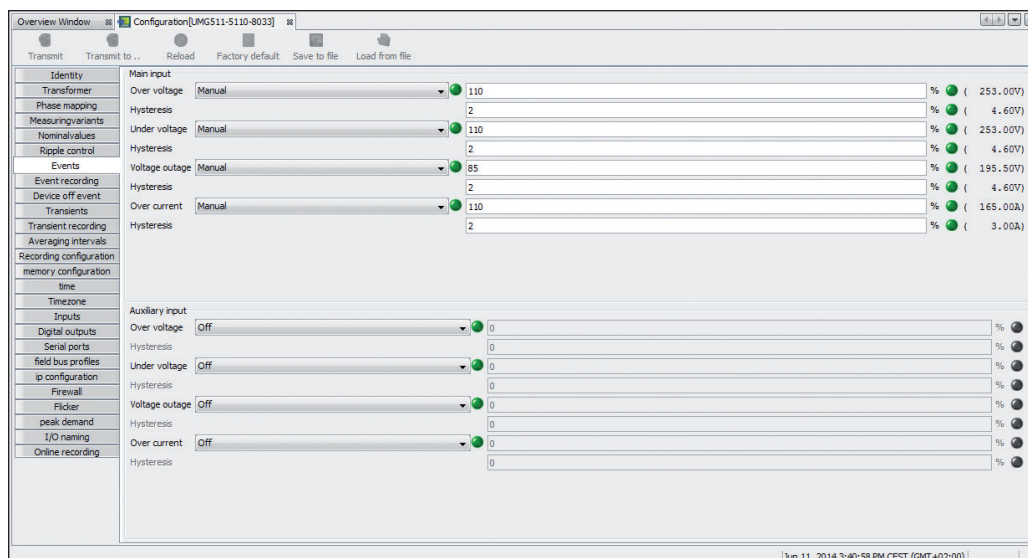 Overview Window Configuration[UMG511-5110-8033]
Transmit Transmit to .. Reload Factory default Save to file Load from file
Identity
Transformer
Phase mapping
Measuringvariants
Nominalvalues
Ripple control
Events
Event recording
Device off event
Transients
Transient recording
Averaging intervals
Recording configuration
memory configuration
time
Timezone
Inputs
Digital outputs
Serial ports
field bus profiles
ip configuration
Firewall
Flicker
peak demand
I/O naming
Online recording
Main input
Over voltage Manual 110 % ( 253.00V)
Hysteresis 2 % ( 4.60V)
Under voltage Manual 110 % ( 253.00V)
Hysteresis 2 % ( 4.60V)
Voltage outage Manual 85 % ( 195.50V)
Hysteresis 2 % ( 4.60V)
Over current Manual 110 % ( 165.00A)
Hysteresis 2 % ( 3.00A)
Auxiliary input
Over voltage Off 0 %
Hysteresis 0 %
Under voltage Off 0 %
Hysteresis 0 %
Voltage outage Off 0 %
Hysteresis 0 %
Over current Off 0 %
Hysteresis 0 %
Jun 11, 2014 3:40:58 PM CEST (GMT+02:00)